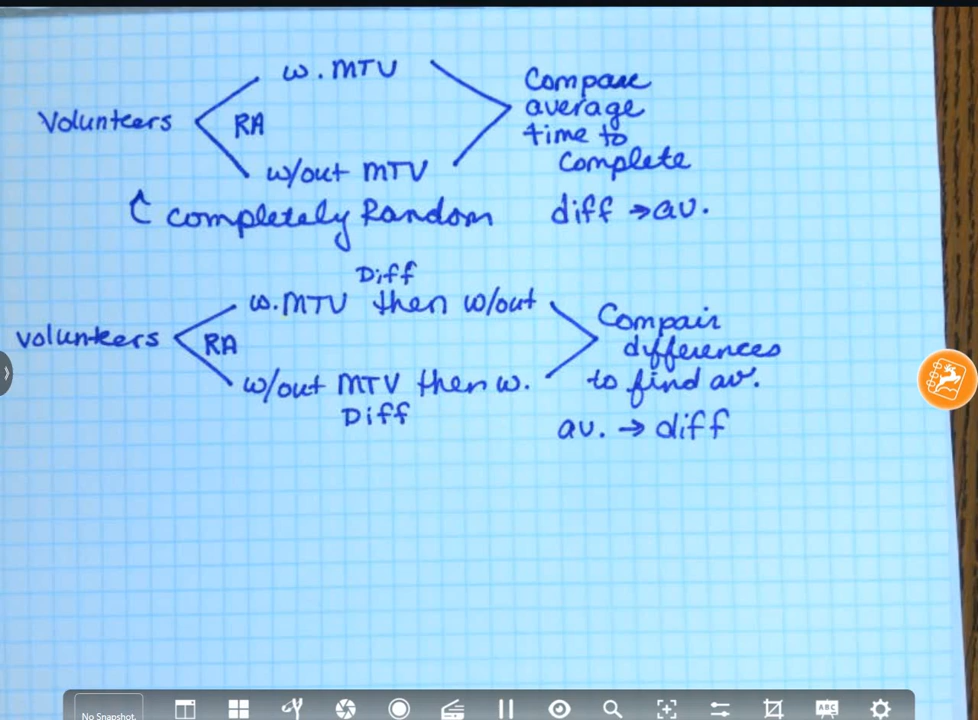 w. MTV
Volunteers
RA
w/out MTV
Compare
average
time to
complete
Completely Random
diff → av.
Diff
w. MTV then w/out
volunteers
RA
w/out MTV then w.
Diff
Compair
differences
to find av.
av. → diff
No Snapshot.
ABC